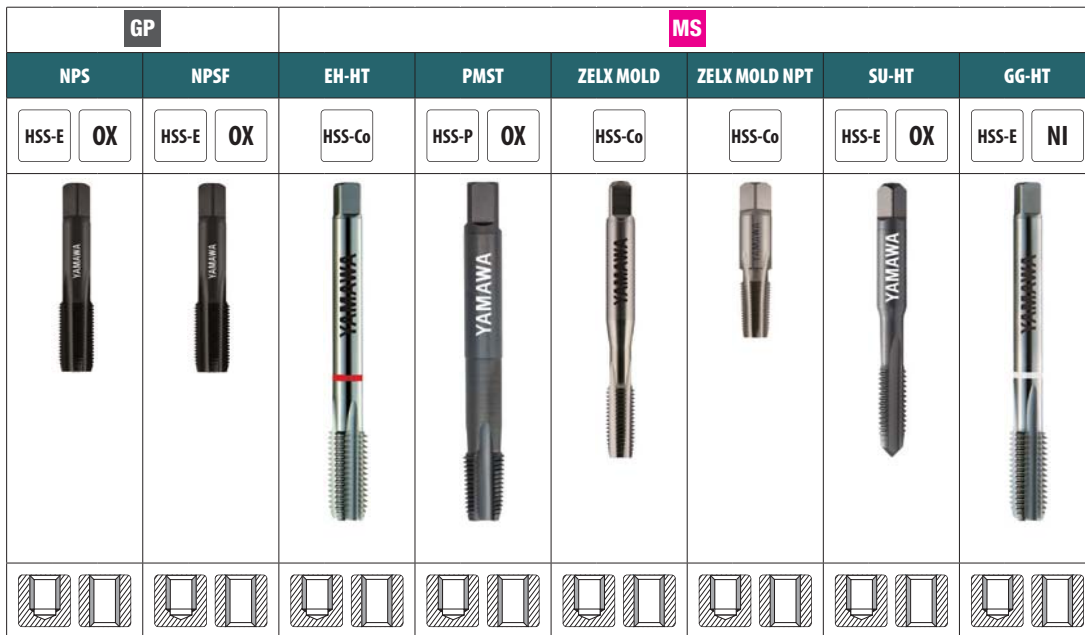 GP MS
NPS NPSF EH-HT PMST ZELX MOLD ZELX MOLD NPT SU-HT GG-HT
HSS-E OX HSS-E OX HSS-Co HSS-P OX HSS-Co HSS-Co HSS-E OX HSS-E NI
YAMAWA YAMAWA YAMAWA YAMAWA YAMAWA YAMAWA YAMAWA YAMAWA